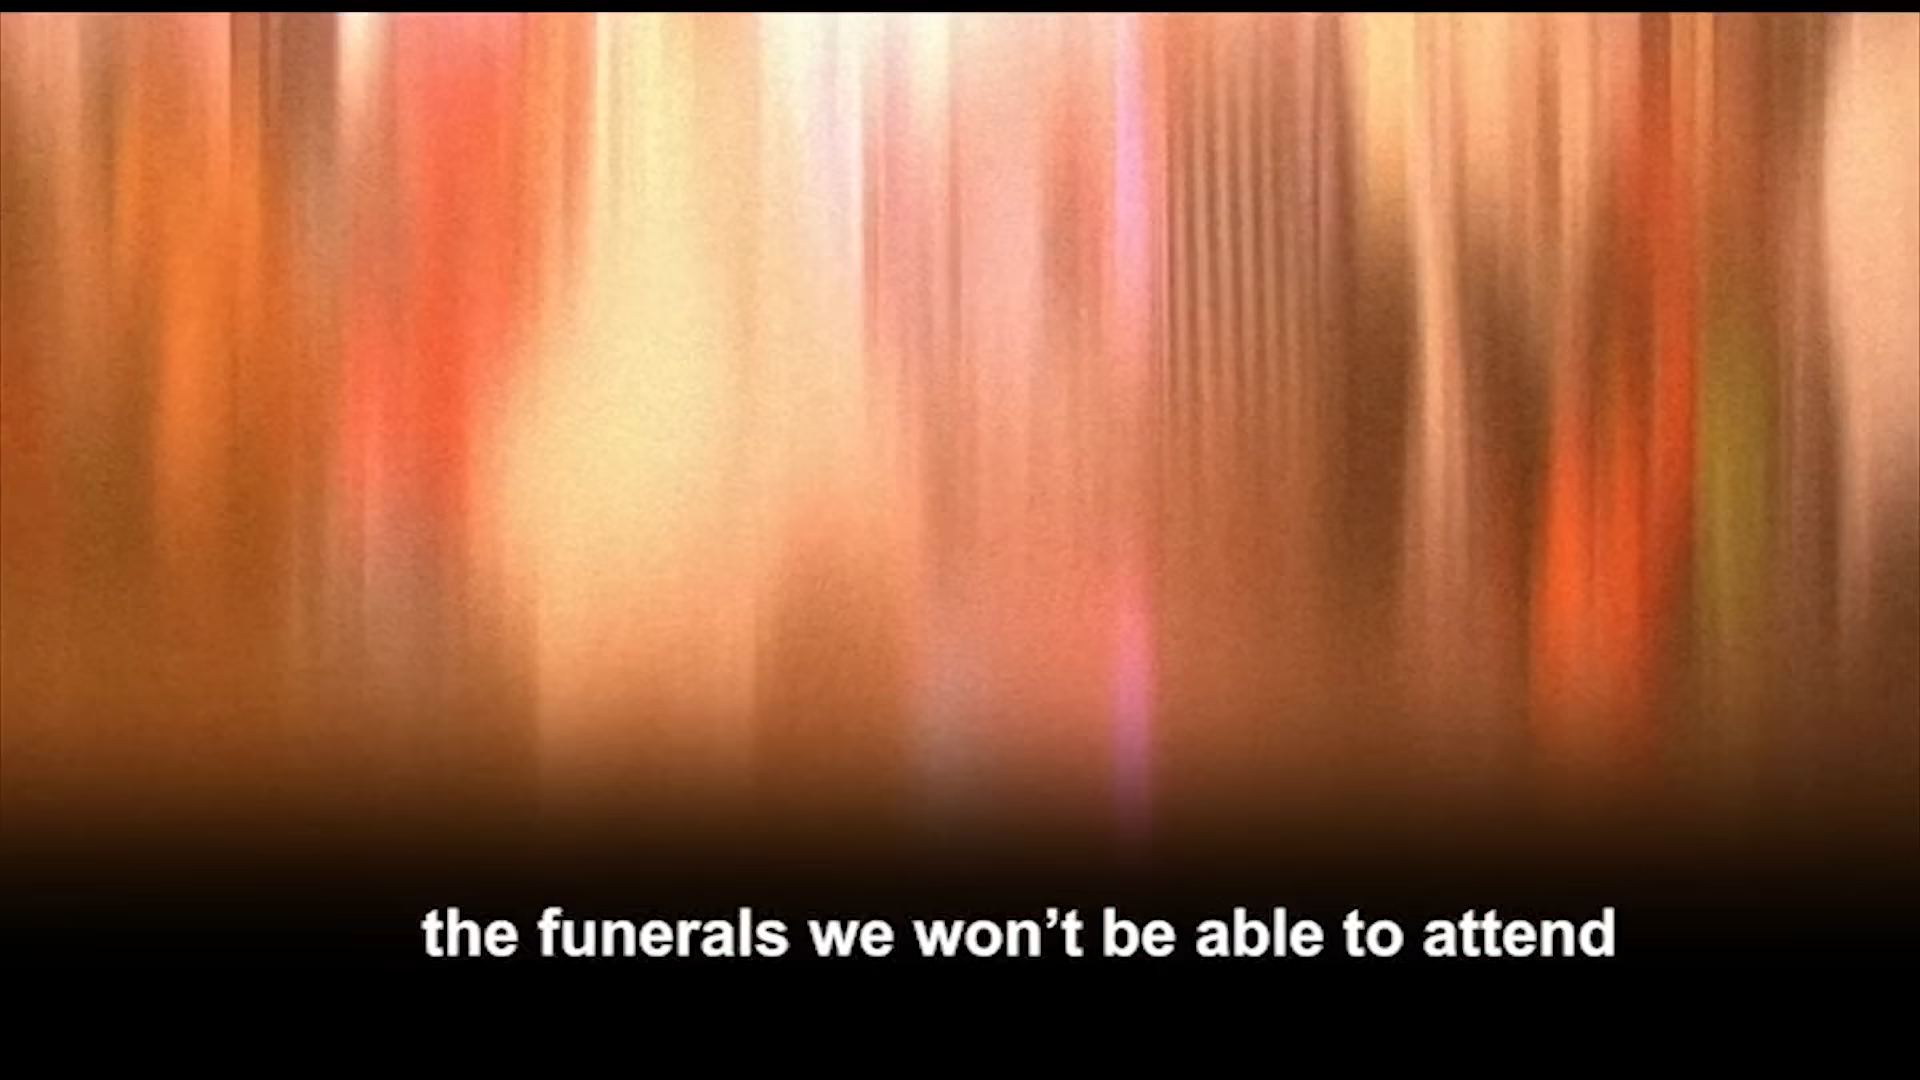 the funerals we won’t be able to attend